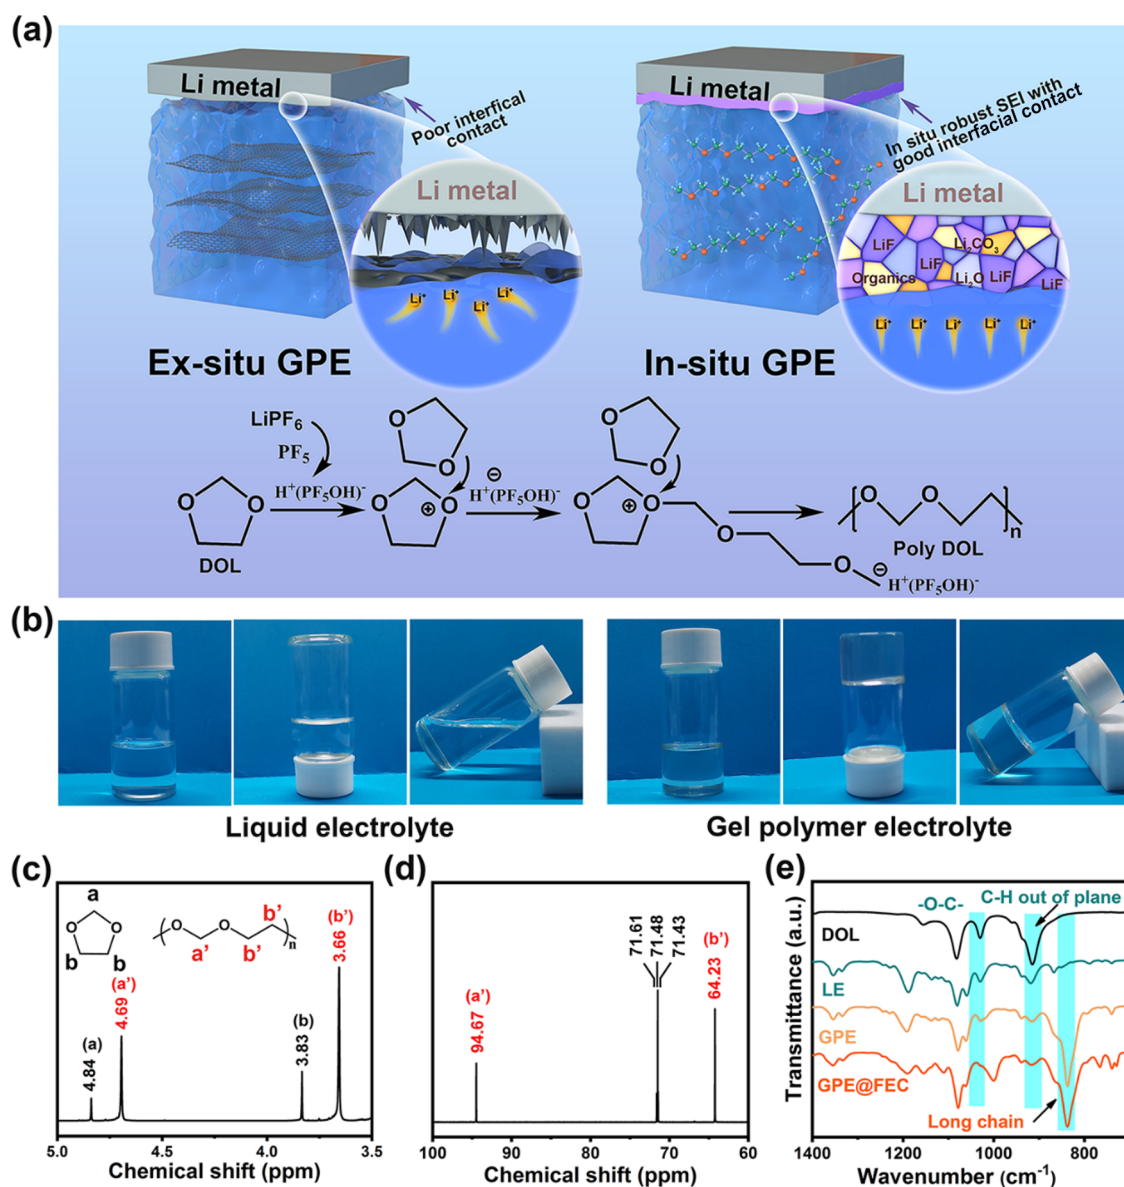 (a)
Li metal
Poor interfical
contact
Li metal
Li⁺ Li⁺ Li⁺ Li⁺
Ex-situ GPE
Li metal
In situ robust SEI with
good interfacial contact
Li metal
LiF Li₂CO₃
LiF
Organics Li₂O LiF LiF
Li⁺ Li⁺ Li⁺ Li⁺ Li⁺
In-situ GPE
LiPF₆
PF₅
H⁺(PF₅OH)⁻
O O
DOL
O O
O O ⊕
⊖
H⁺(PF₅OH)⁻
O O
O O ⊕
O O
⊖
H⁺(PF₅OH)⁻
O O n
Poly DOL
(b)
Liquid electrolyte
Gel polymer electrolyte
(c)
a
O O
b b
O O n
a' b' b'
4.84 (a)
4.69 (a')
3.83 (b)
3.66 (b')
5.0 4.5 4.0 3.5
Chemical shift (ppm)
(d)
94.67 (a')
71.61
71.48
71.43
64.23 (b')
100 90 80 70 60
Chemical shift (ppm)
(e)
Transmittance (a.u.)
-O-C-
C-H out of plane
DOL
LE
GPE
GPE@FEC
Long chain
1400 1200 1000 800
Wavenumber (cm⁻¹)